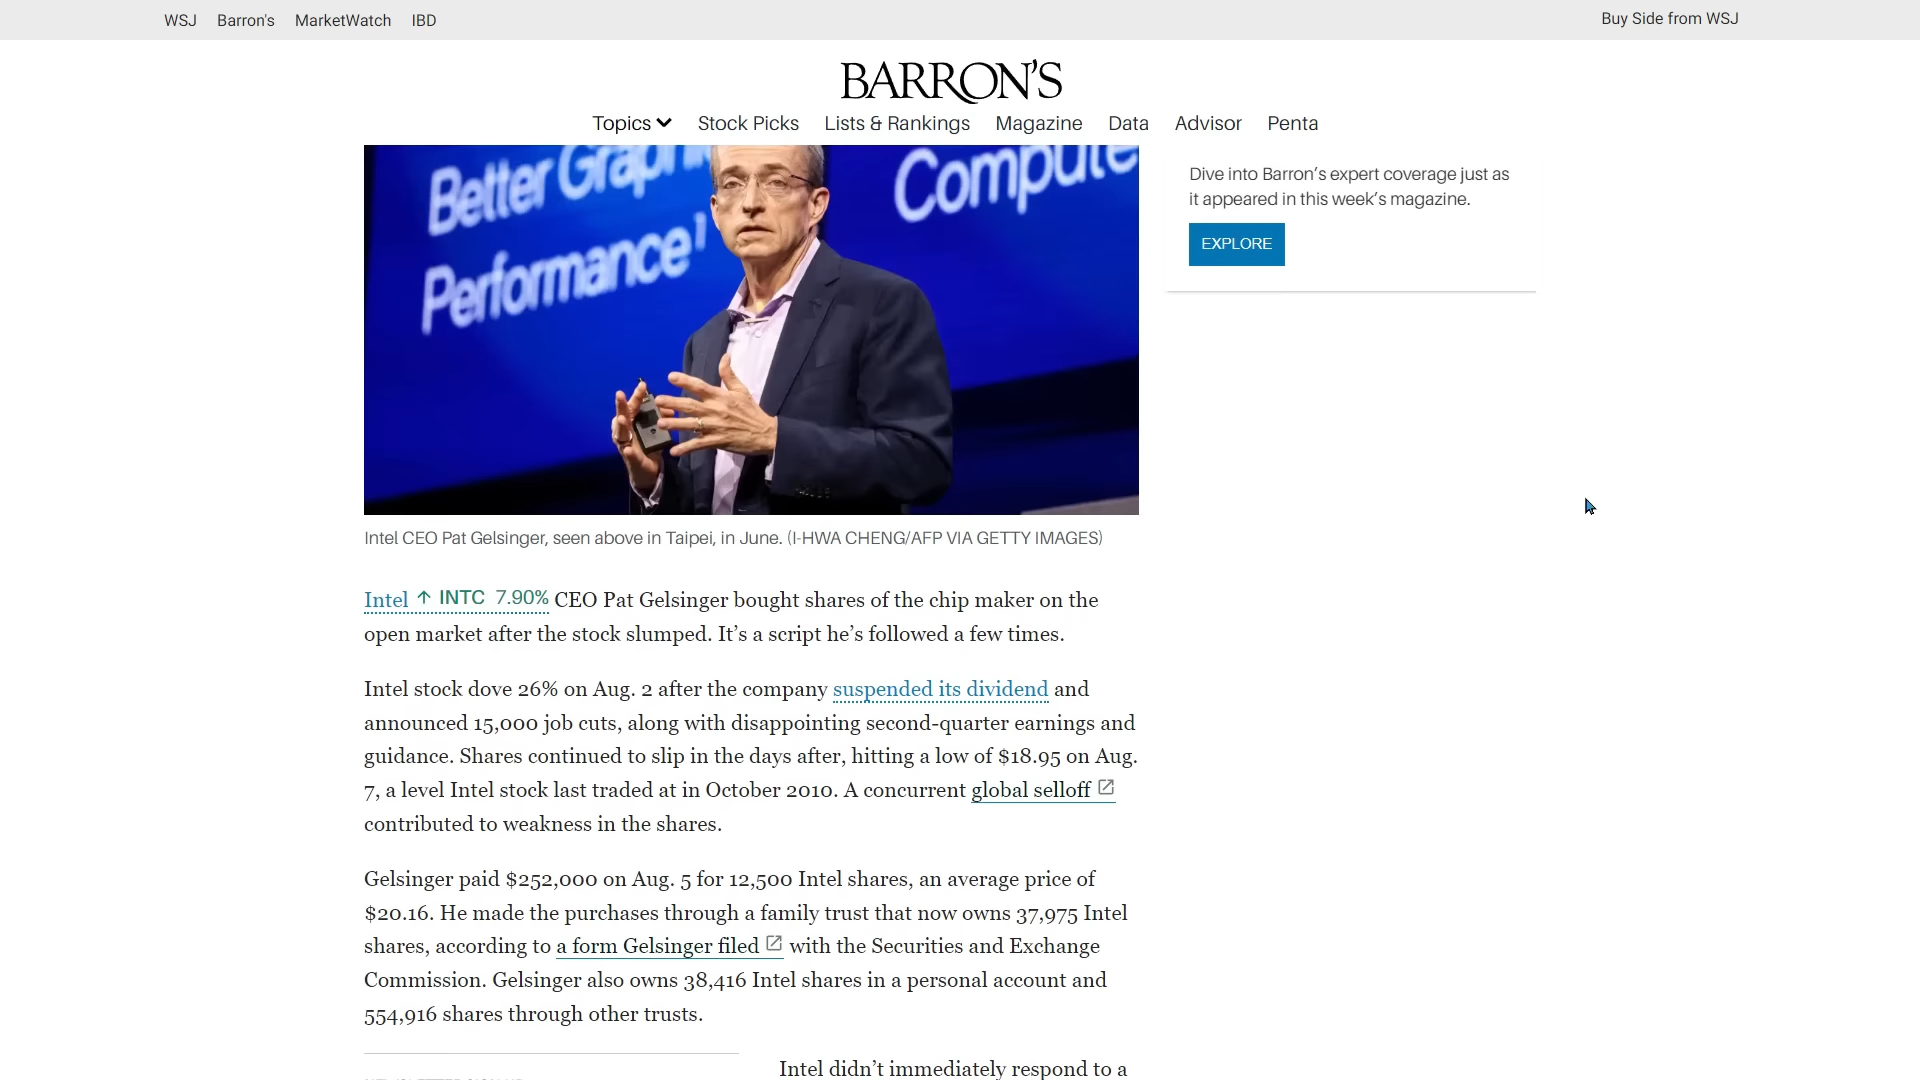 WSJ Barron's MarketWatch IBD
Buy Side from WSJ
BARRON'S
Topics Stock Picks Lists & Rankings Magazine Data Advisor Penta
Better Graphi
Performance¹
Compute
Dive into Barron’s expert coverage just as
it appeared in this week’s magazine.
EXPLORE
Intel CEO Pat Gelsinger, seen above in Taipei, in June. (I-HWA CHENG/AFP VIA GETTY IMAGES)
Intel ↑ INTC 7.90% CEO Pat Gelsinger bought shares of the chip maker on the
open market after the stock slumped. It’s a script he’s followed a few times.
Intel stock dove 26% on Aug. 2 after the company suspended its dividend and
announced 15,000 job cuts, along with disappointing second-quarter earnings and
guidance. Shares continued to slip in the days after, hitting a low of $18.95 on Aug.
7, a level Intel stock last traded at in October 2010. A concurrent global selloff
contributed to weakness in the shares.
Gelsinger paid $252,000 on Aug. 5 for 12,500 Intel shares, an average price of
$20.16. He made the purchases through a family trust that now owns 37,975 Intel
shares, according to a form Gelsinger filed with the Securities and Exchange
Commission. Gelsinger also owns 38,416 Intel shares in a personal account and
554,916 shares through other trusts.
Intel didn’t immediately respond to a